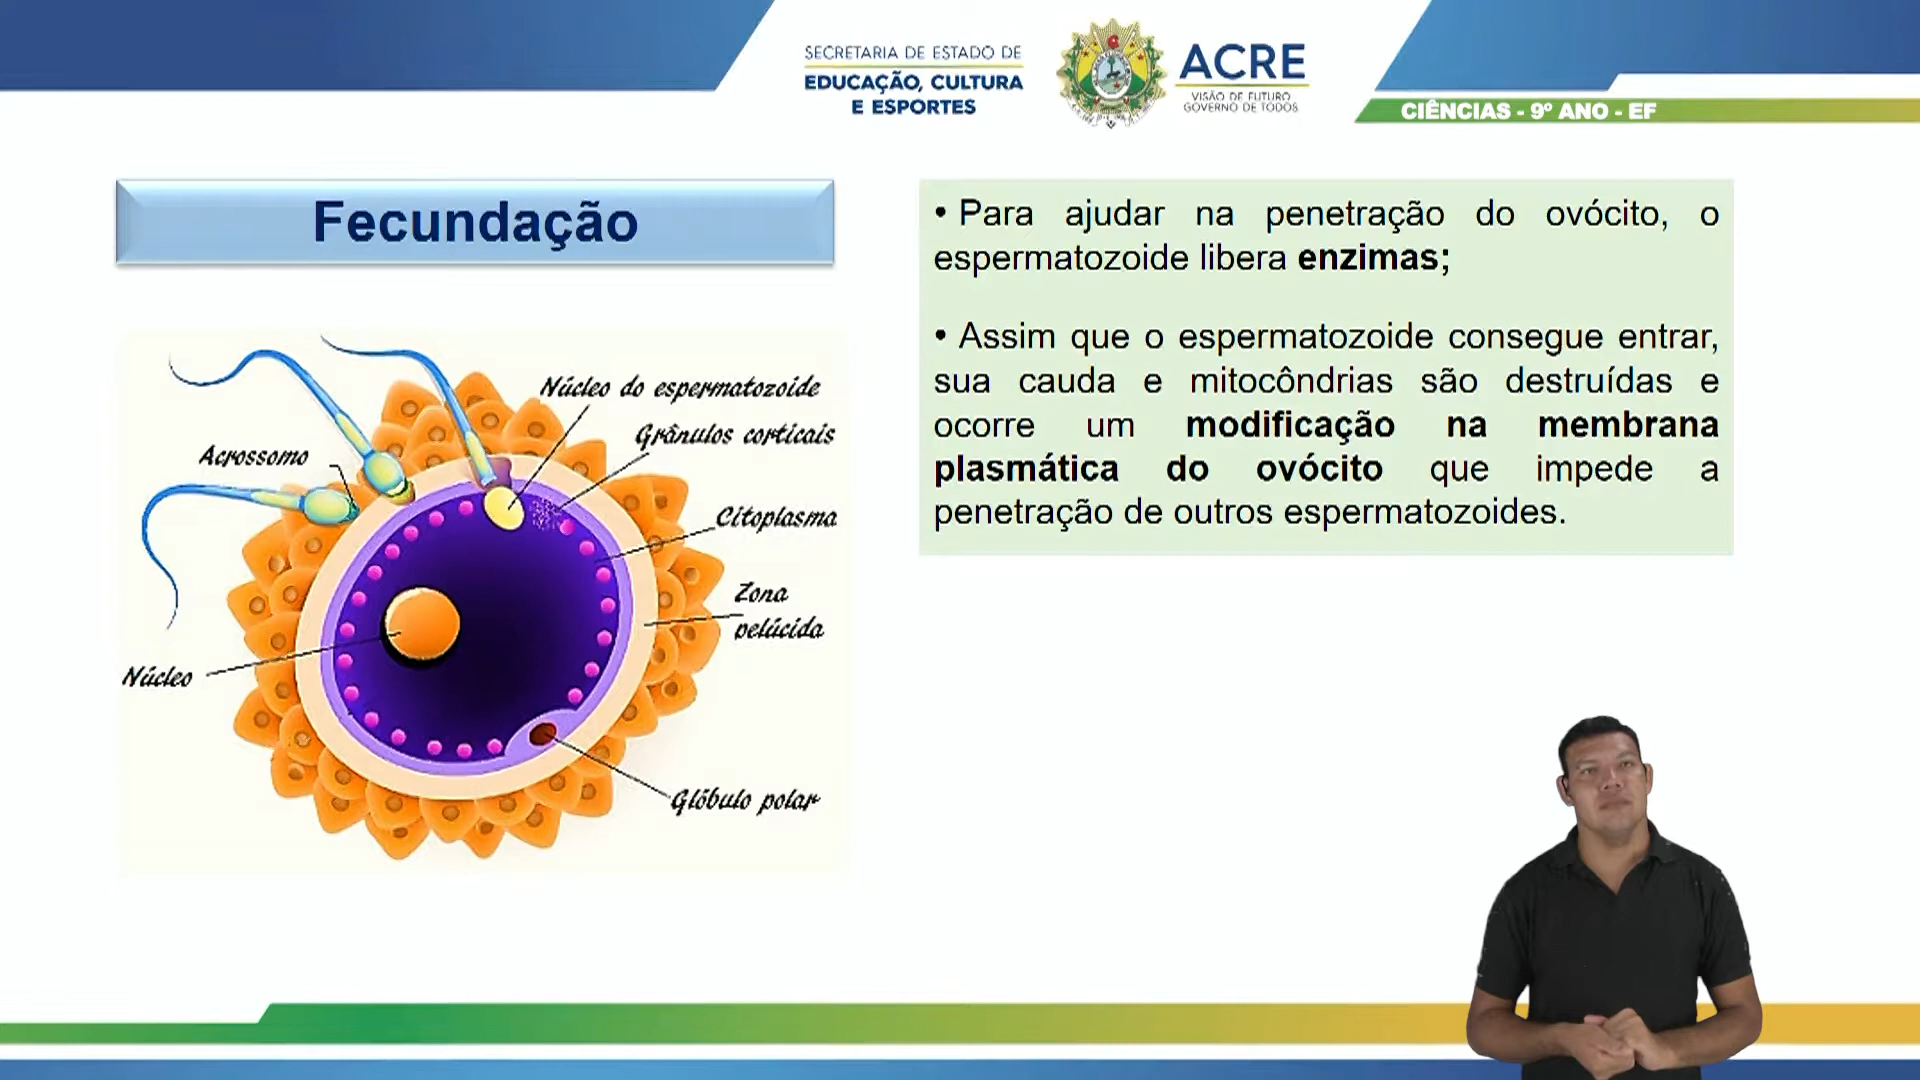 SECRETARIA DE ESTADO DE
EDUCAÇÃO, CULTURA
E ESPORTES
ACRE
VISÃO DE FUTURO
GOVERNO DE TODOS
CIÊNCIAS - 9º ANO - EF
Fecundação
• Para ajudar na penetração do ovócito, o
espermatozoide libera enzimas;
• Assim que o espermatozoide consegue entrar,
sua cauda e mitocôndrias são destruídas e
ocorre um modificação na membrana
plasmática do ovócito que impede a
penetração de outros espermatozoides.
Núcleo do espermatozóide
Grânulos corticais
Acrossomo
Citoplasma
Zona
pelúcida
Núcleo
Glóbulo polar